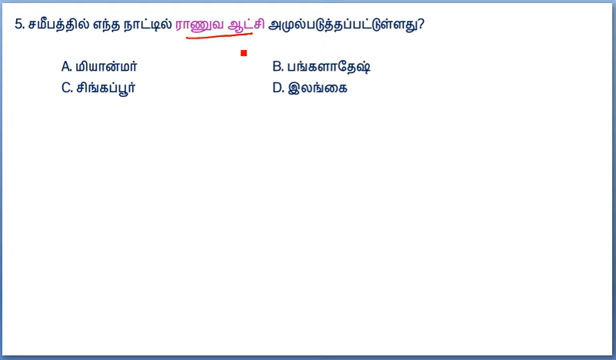 5. சமீபத்தில் எந்த நாட்டில் ராணுவ ஆட்சி அமுல்படுத்தப்பட்டுள்ளது?
A. மியான்மர் B. பங்களாதேஷ்
C. சிங்கப்பூர் D. இலங்கை